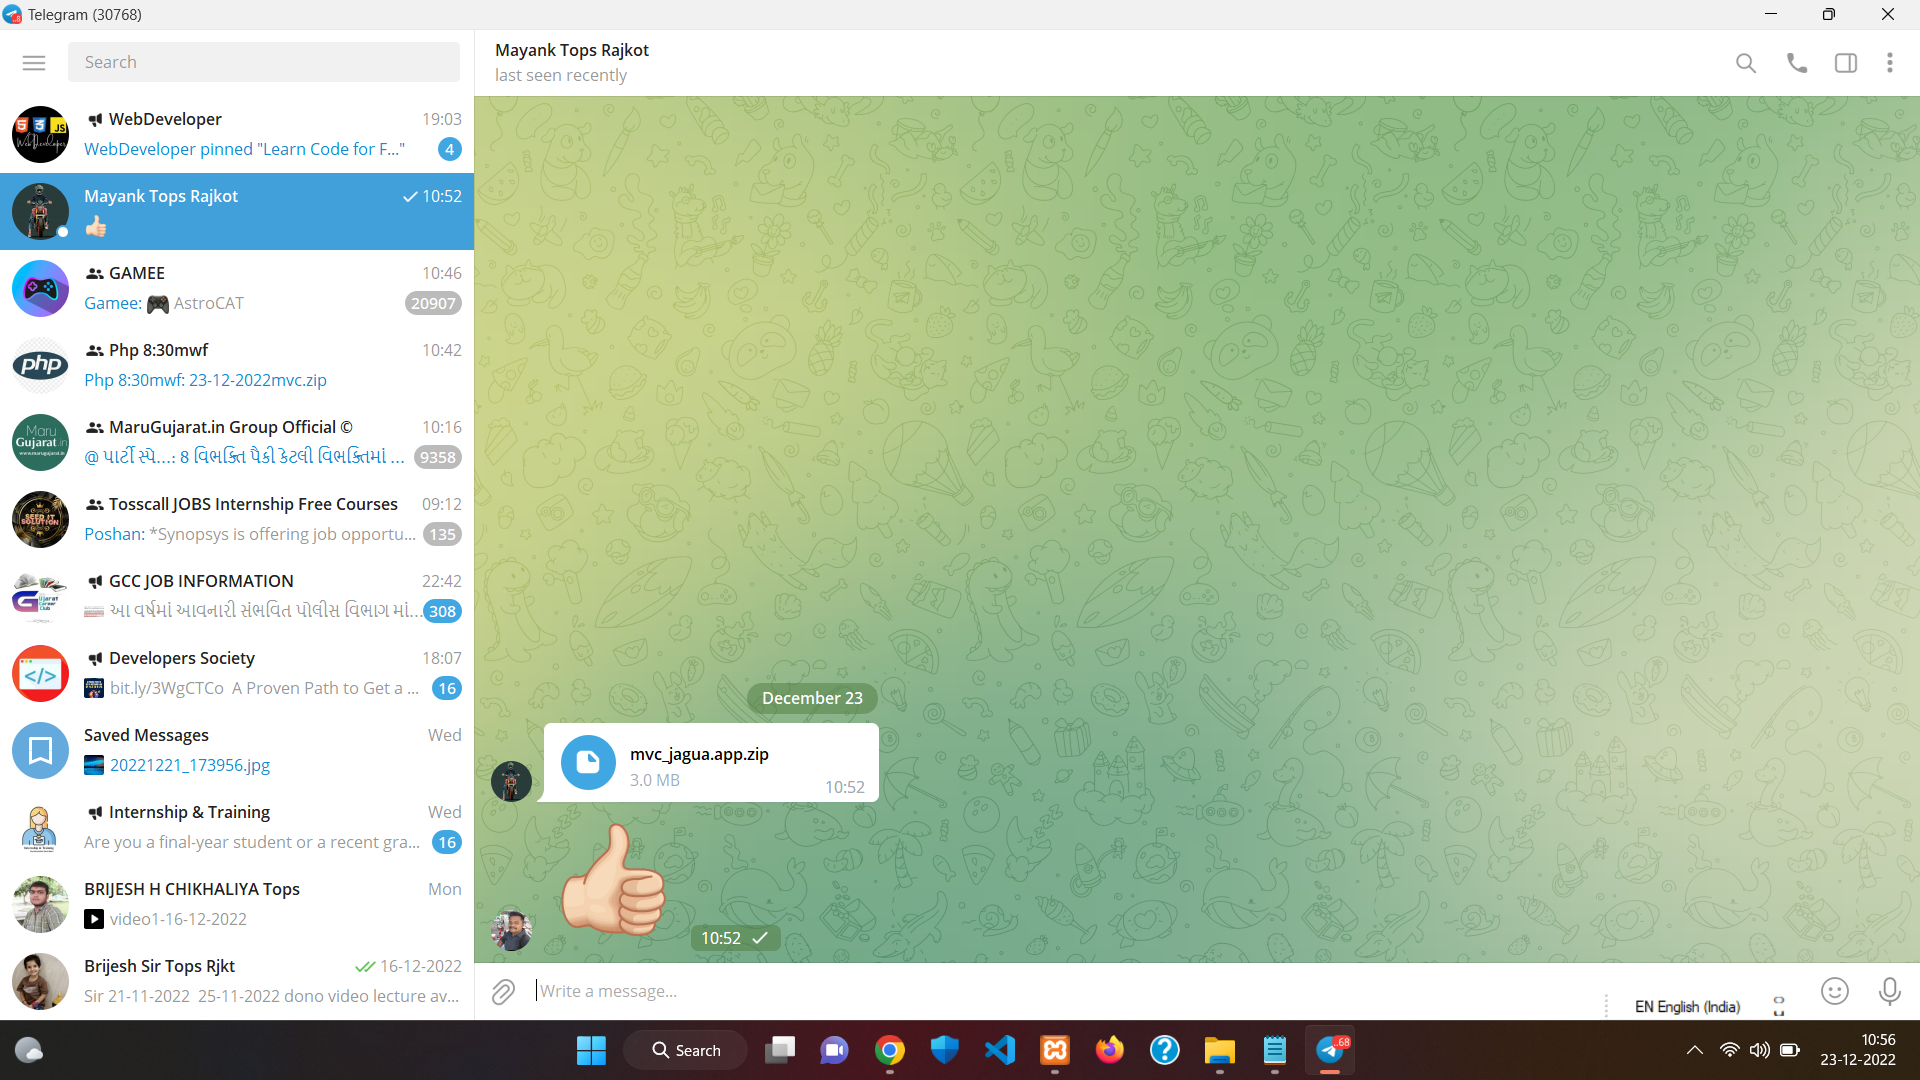 Telegram (30768)
Search
WebDeveloper 19:03
WebDeveloper pinned "Learn Code for F..." 4
Mayank Tops Rajkot 10:52
GAMEE 10:46
Gamee: AstroCAT 20907
php
Php 8:30mwf 10:42
Php 8:30mwf: 23-12-2022mvc.zip
Maru
Gujarat.in
MaruGujarat.in Group Official © 10:16
@ પાર્ટી સ્પે...: 8 વિભક્તિ પૈકી કેટલી વિભક્તિમાં ... 9358
SEED IT
SOLUTION
Tosscall JOBS Internship Free Courses 09:12
Poshan: *Synopsys is offering job opportu... 135
GCC JOB INFORMATION 22:42
આ વર્ષમાં આવનારી સંભવિત પોલીસ વિભાગ માં... 308
</>
Developers Society 18:07
bit.ly/3WgCTCo A Proven Path to Get a ... 16
Saved Messages Wed
20221221_173956.jpg
Internship & Training Wed
Are you a final-year student or a recent gra... 16
BRIJESH H CHIKHALIYA Tops Mon
video1-16-12-2022
Brijesh Sir Tops Rjkt 16-12-2022
Sir 21-11-2022 25-11-2022 dono video lecture av...
Mayank Tops Rajkot
last seen recently
December 23
mvc_jagua.app.zip
3.0 MB 10:52
10:52
Write a message...
EN English (India)
Search
..68
10:56
23-12-2022